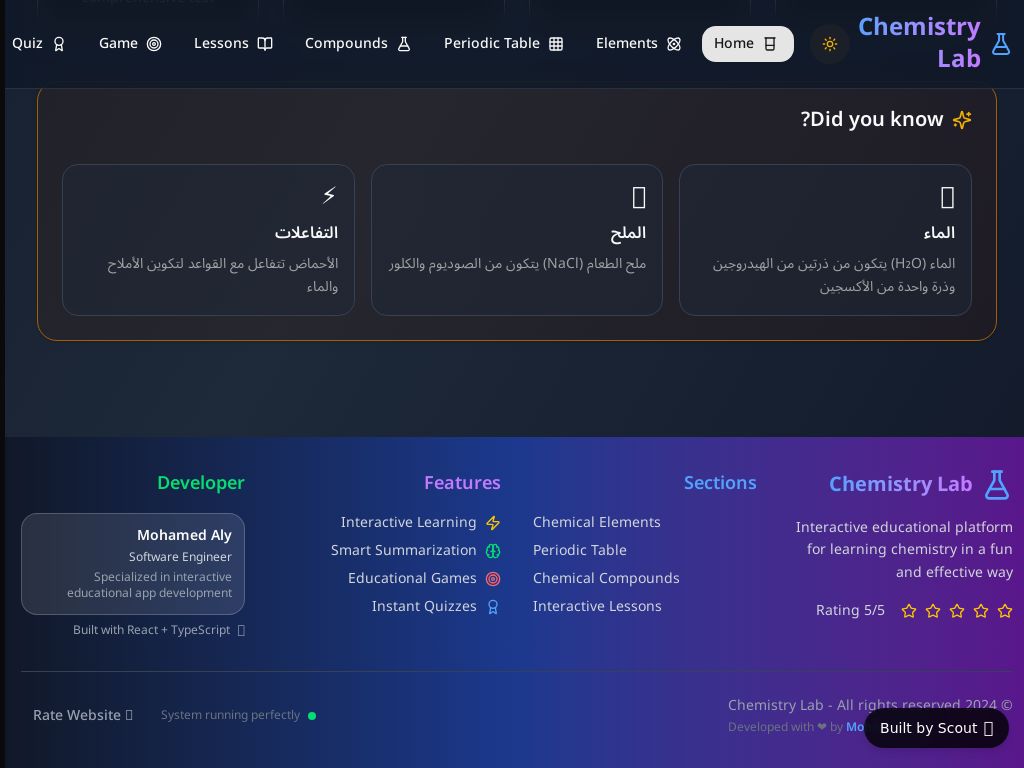 Chemistry
Lab
Home
Elements
Periodic Table
Compounds
Lessons
Game
Quiz
?Did you know
الماء
الماء (H₂O) يتكون من ذرتين من الهيدروجين
وذرة واحدة من الأكسجين
الملح
ملح الطعام (NaCl) يتكون من الصوديوم والكلور
التفاعلات
الأحماض تتفاعل مع القواعد لتكوين الأملاح
والماء
Chemistry Lab
Interactive educational platform
for learning chemistry in a fun
and effective way
Rating 5/5
Sections
Chemical Elements
Periodic Table
Chemical Compounds
Interactive Lessons
Features
Interactive Learning
Smart Summarization
Educational Games
Instant Quizzes
Developer
Mohamed Aly
Software Engineer
Specialized in interactive
educational app development
Built with React + TypeScript
Chemistry Lab - All rights reserved 2024 ©
Developed with ❤ by
System running perfectly
Rate Website
Built by Scout